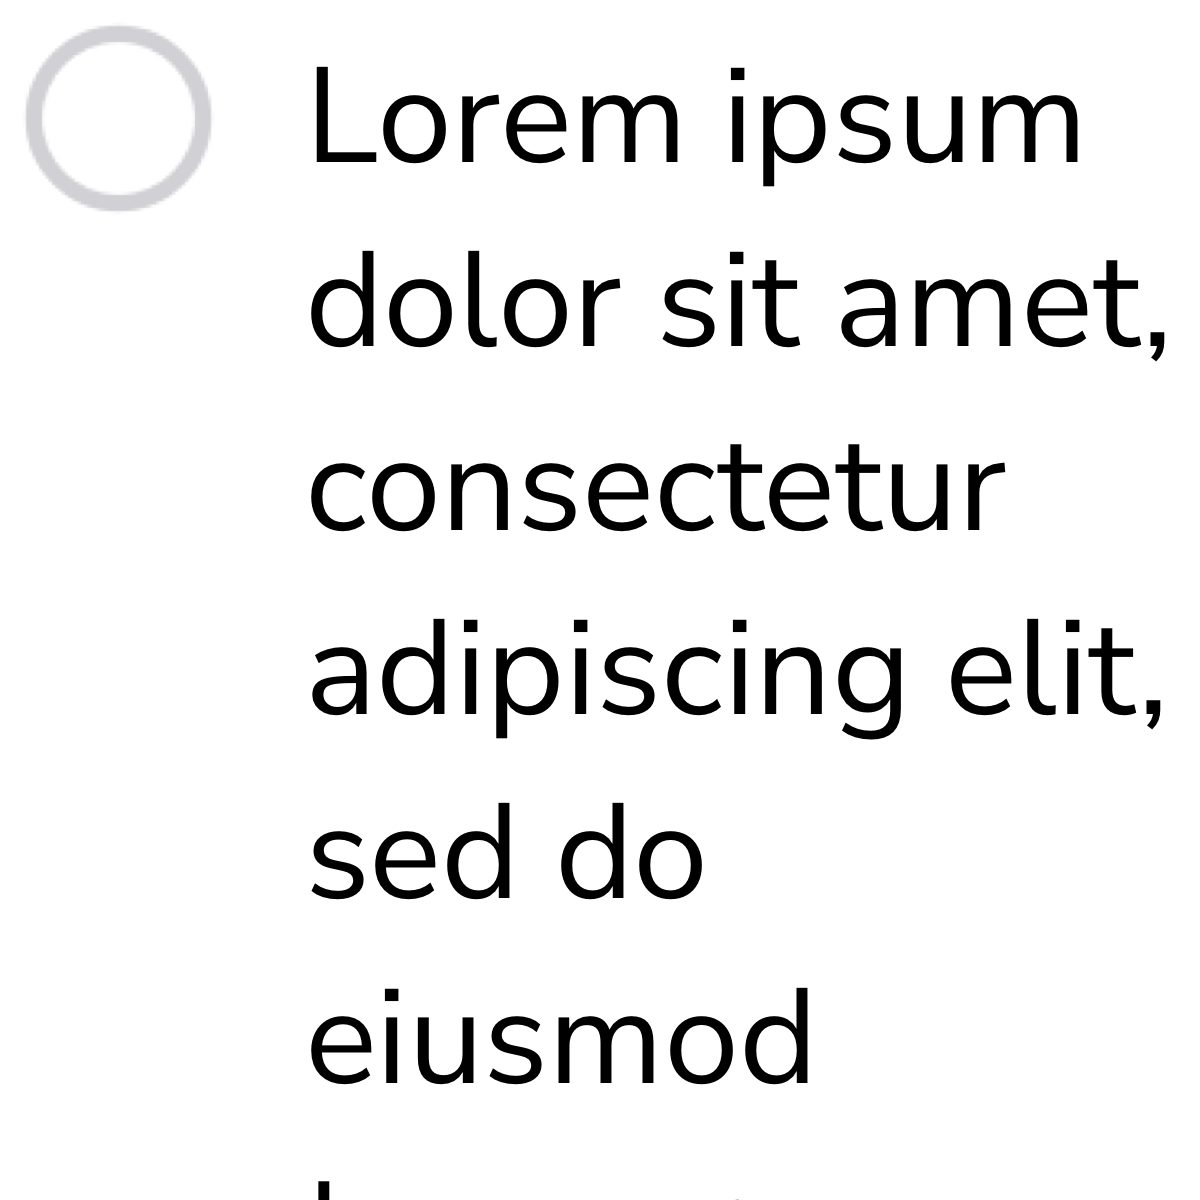 Lorem ipsum
dolor sit amet,
consectetur
adipiscing elit,
sed do
eiusmod